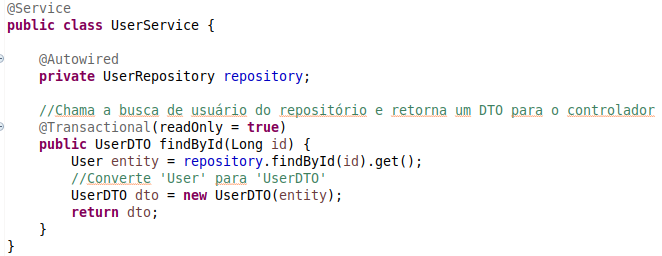 @Service
public class UserService {
@Autowired
private UserRepository repository;
//Chama a busca de usuário do repositório e retorna um DTO para o controlador
@Transactional(readOnly = true)
public UserDTO findById(Long id) {
User entity = repository.findById(id).get();
//Converte 'User' para 'UserDTO'
UserDTO dto = new UserDTO(entity);
return dto;
}
}